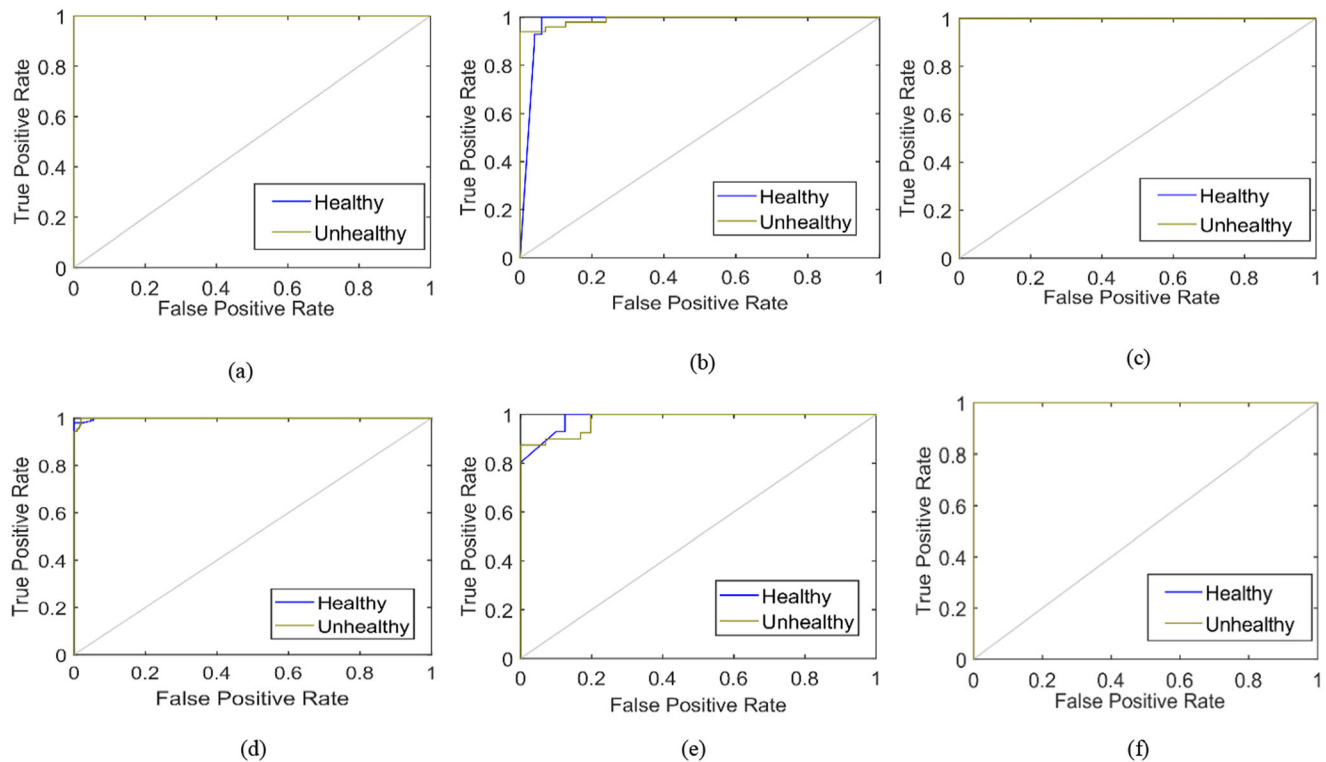 1
0.8
0.6
0.4
0.2
0
0 0.2 0.4 0.6 0.8 1
True Positive Rate
False Positive Rate
Healthy
Unhealthy
(a)
1
0.8
0.6
0.4
0.2
0
0 0.2 0.4 0.6 0.8 1
True Positive Rate
False Positive Rate
Healthy
Unhealthy
(b)
1
0.8
0.6
0.4
0.2
0
0 0.2 0.4 0.6 0.8 1
True Positive Rate
False Positive Rate
Healthy
Unhealthy
(c)
1
0.8
0.6
0.4
0.2
0
0 0.2 0.4 0.6 0.8 1
True Positive Rate
False Positive Rate
Healthy
Unhealthy
(d)
1
0.8
0.6
0.4
0.2
0
0 0.2 0.4 0.6 0.8 1
True Positive Rate
False Positive Rate
Healthy
Unhealthy
(e)
1
0.8
0.6
0.4
0.2
0
0 0.2 0.4 0.6 0.8 1
True Positive Rate
False Positive Rate
Healthy
Unhealthy
(f)